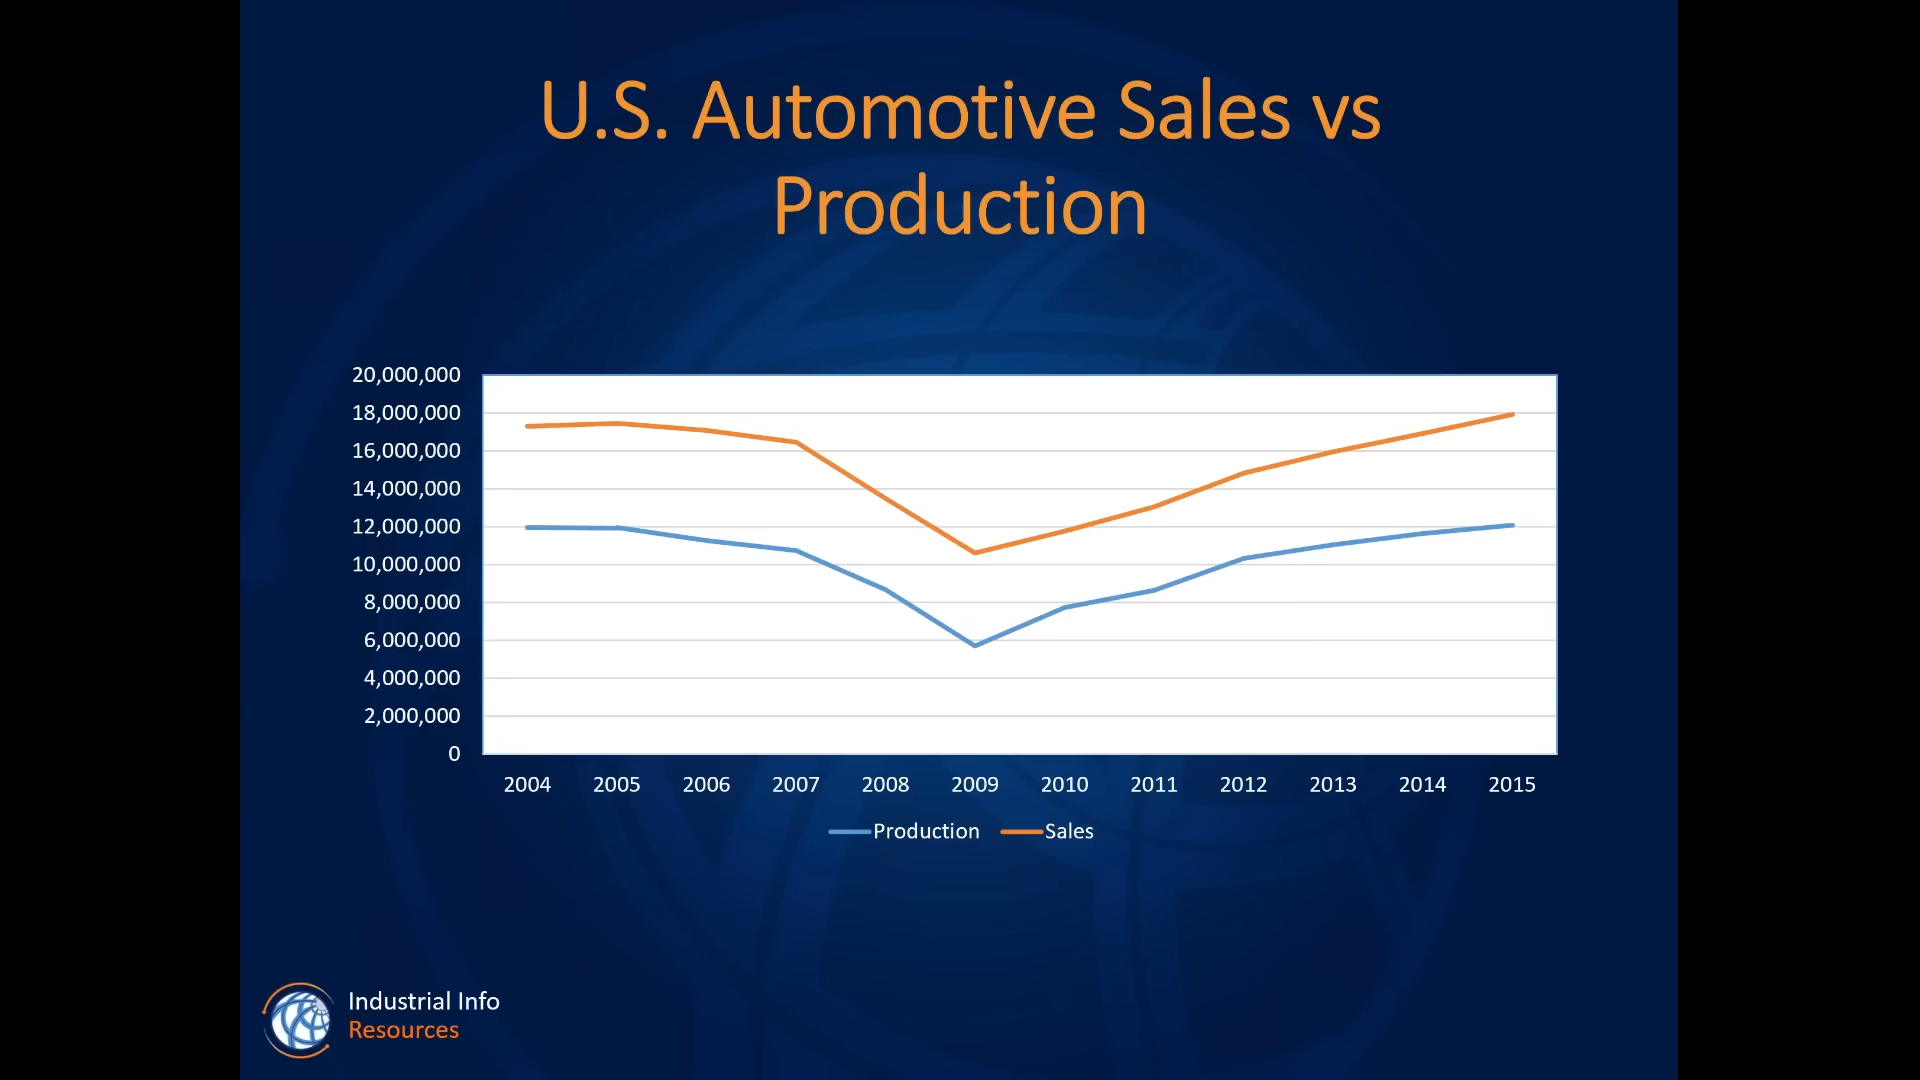 U.S. Automotive Sales vs
Production
20,000,000
18,000,000
16,000,000
14,000,000
12,000,000
10,000,000
8,000,000
6,000,000
4,000,000
2,000,000
0
2004 2005 2006 2007 2008 2009 2010 2011 2012 2013 2014 2015
Production Sales
Industrial Info
Resources